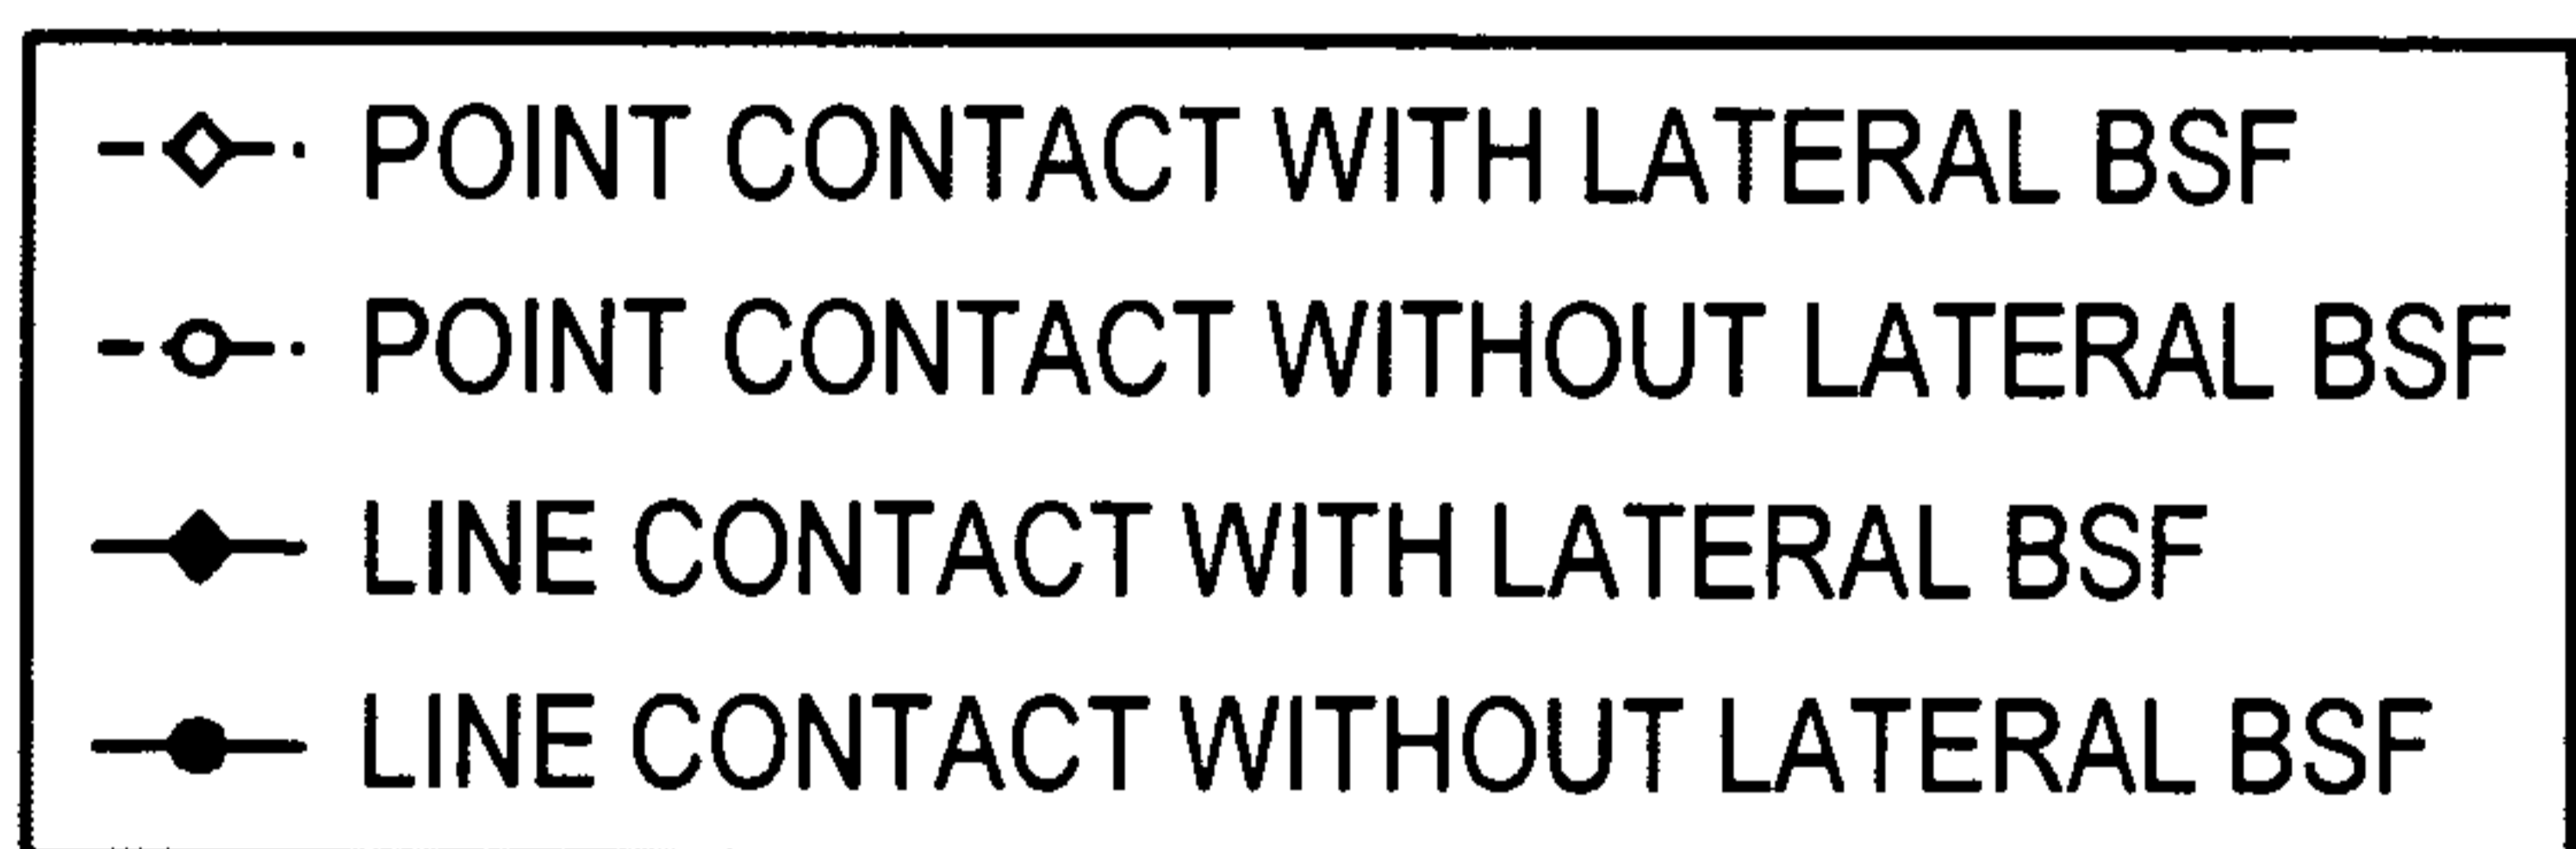 POINT CONTACT WITH LATERAL BSF
POINT CONTACT WITHOUT LATERAL BSF
LINE CONTACT WITH LATERAL BSF
LINE CONTACT WITHOUT LATERAL BSF